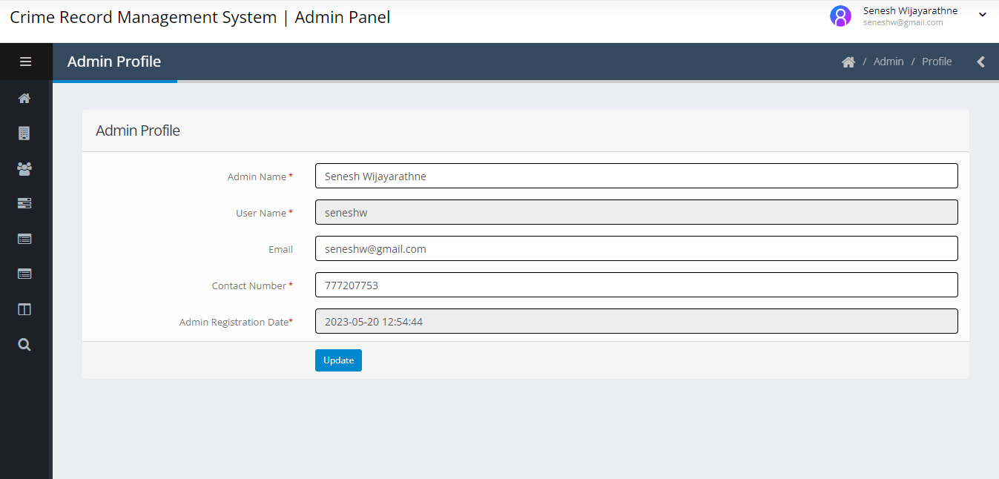 Crime Record Management System | Admin Panel
Senesh Wijayarathne
seneshw@gmail.com
Admin Profile
/ Admin / Profile
Admin Profile
Admin Name *
Senesh Wijayarathne
User Name *
seneshw
Email
seneshw@gmail.com
Contact Number *
777207753
Admin Registration Date*
2023-05-20 12:54:44
Update